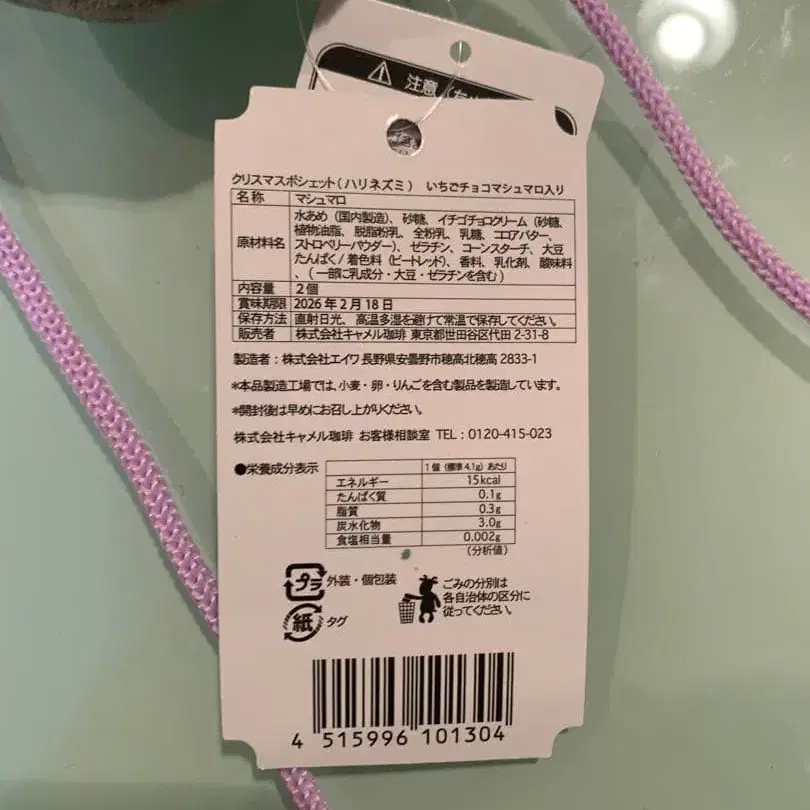 注意
クリスマスポシェット(ハリネズミ) いちごチョコマシュマロ入り
名称 マシュマロ
原材料名 水あめ(国内製造)、砂糖、イチゴチョコクリーム(砂糖、
植物油脂、脱脂粉乳、全粉乳、乳糖、ココアバター、
ストロベリーパウダー)、ゼラチン、コーンスターチ、大豆
たんぱく/着色料(ビートレッド)、香料、乳化剤、酸味料
、(一部に乳成分・大豆・ゼラチンを含む)
内容量 2個
賞味期限 2026年2月18日
保存方法 直射日光、高温多湿を避けて常温で保存してください。
販売者 株式会社キャメル珈琲 東京都世田谷区代田2-31-8
製造者:株式会社エイワ 長野県安曇野市穂高北穂高2833-1
*本品製造工場では、小麦・卵・りんごを含む製品を製造しています。
*開封後は早めにお召し上がりください。
株式会社キャメル珈琲 お客様相談室 TEL:0120-415-023
●栄養成分表示
1個(標準4.1g)あたり
エネルギー 15kcal
たんぱく質 0.1g
脂質 0.3g
炭水化物 3.0g
食塩相当量 0.002g
(分析値)
プラ 外装・個包装
紙 タグ
ごみの分別は
各自治体の区分に
従ってください。
4 515996 101304